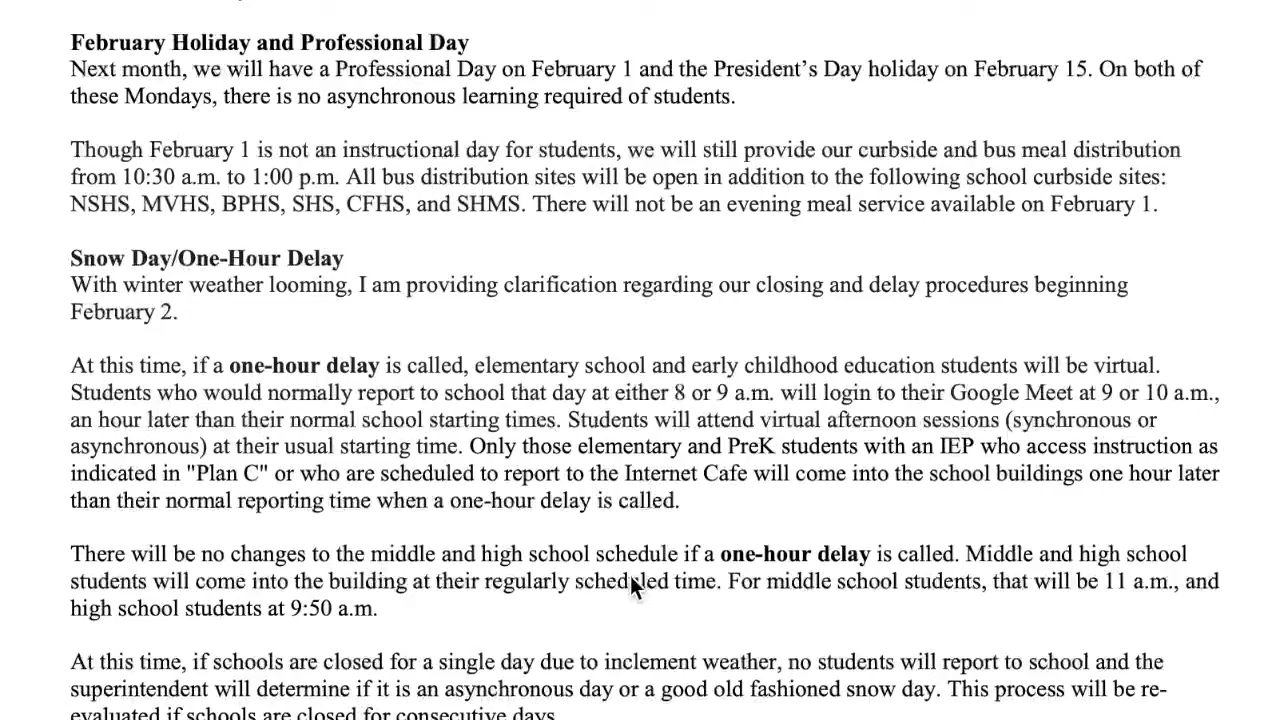 February Holiday and Professional Day
Next month, we will have a Professional Day on February 1 and the President’s Day holiday on February 15. On both of
these Mondays, there is no asynchronous learning required of students.
Though February 1 is not an instructional day for students, we will still provide our curbside and bus meal distribution
from 10:30 a.m. to 1:00 p.m. All bus distribution sites will be open in addition to the following school curbside sites:
NSHS, MVHS, BPHS, SHS, CFHS, and SHMS. There will not be an evening meal service available on February 1.
Snow Day/One-Hour Delay
With winter weather looming, I am providing clarification regarding our closing and delay procedures beginning
February 2.
At this time, if a one-hour delay is called, elementary school and early childhood education students will be virtual.
Students who would normally report to school that day at either 8 or 9 a.m. will login to their Google Meet at 9 or 10 a.m.,
an hour later than their normal school starting times. Students will attend virtual afternoon sessions (synchronous or
asynchronous) at their usual starting time. Only those elementary and PreK students with an IEP who access instruction as
indicated in "Plan C" or who are scheduled to report to the Internet Cafe will come into the school buildings one hour later
than their normal reporting time when a one-hour delay is called.
There will be no changes to the middle and high school schedule if a one-hour delay is called. Middle and high school
students will come into the building at their regularly scheduled time. For middle school students, that will be 11 a.m., and
high school students at 9:50 a.m.
At this time, if schools are closed for a single day due to inclement weather, no students will report to school and the
superintendent will determine if it is an asynchronous day or a good old fashioned snow day. This process will be re-
evaluated if schools are closed for consecutive days.